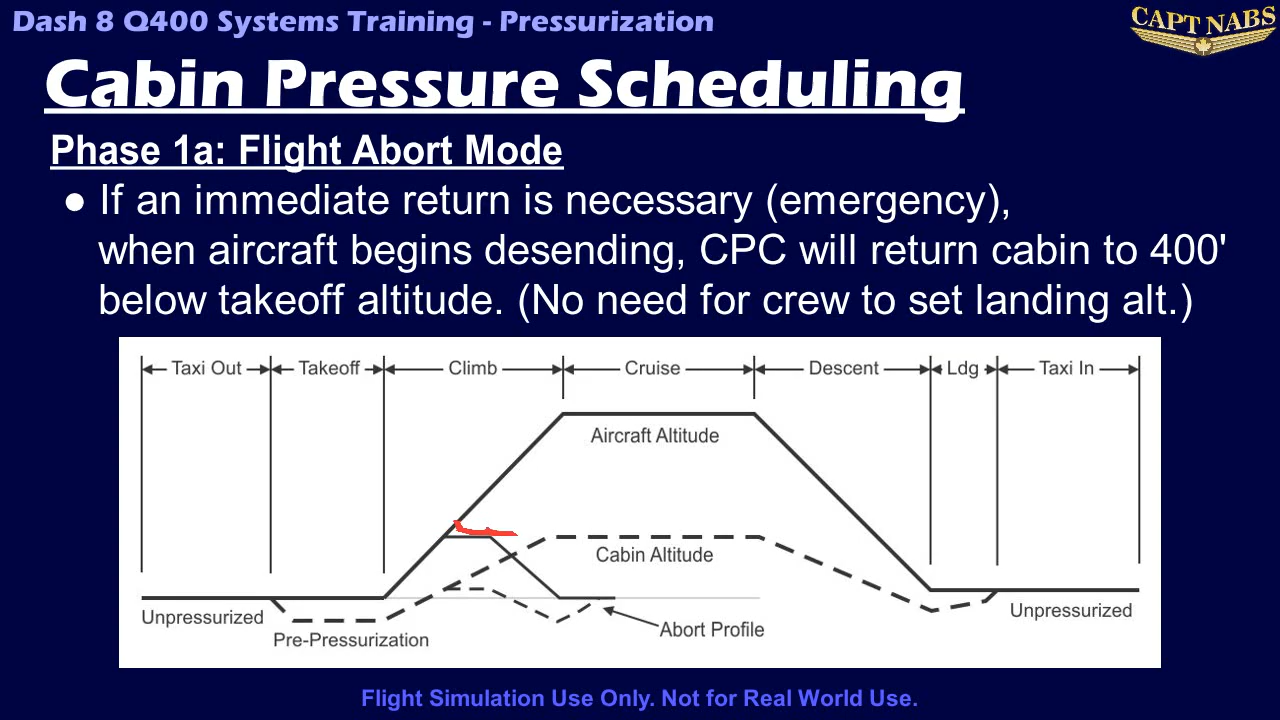 Dash 8 Q400 Systems Training - Pressurization
CAPT NABS
Cabin Pressure Scheduling
Phase 1a: Flight Abort Mode
● If an immediate return is necessary (emergency),
when aircraft begins desending, CPC will return cabin to 400'
below takeoff altitude. (No need for crew to set landing alt.)
Taxi Out Takeoff Climb Cruise Descent Ldg Taxi In
Aircraft Altitude
Cabin Altitude
Unpressurized
Unpressurized
Abort Profile
Pre-Pressurization
Flight Simulation Use Only. Not for Real World Use.